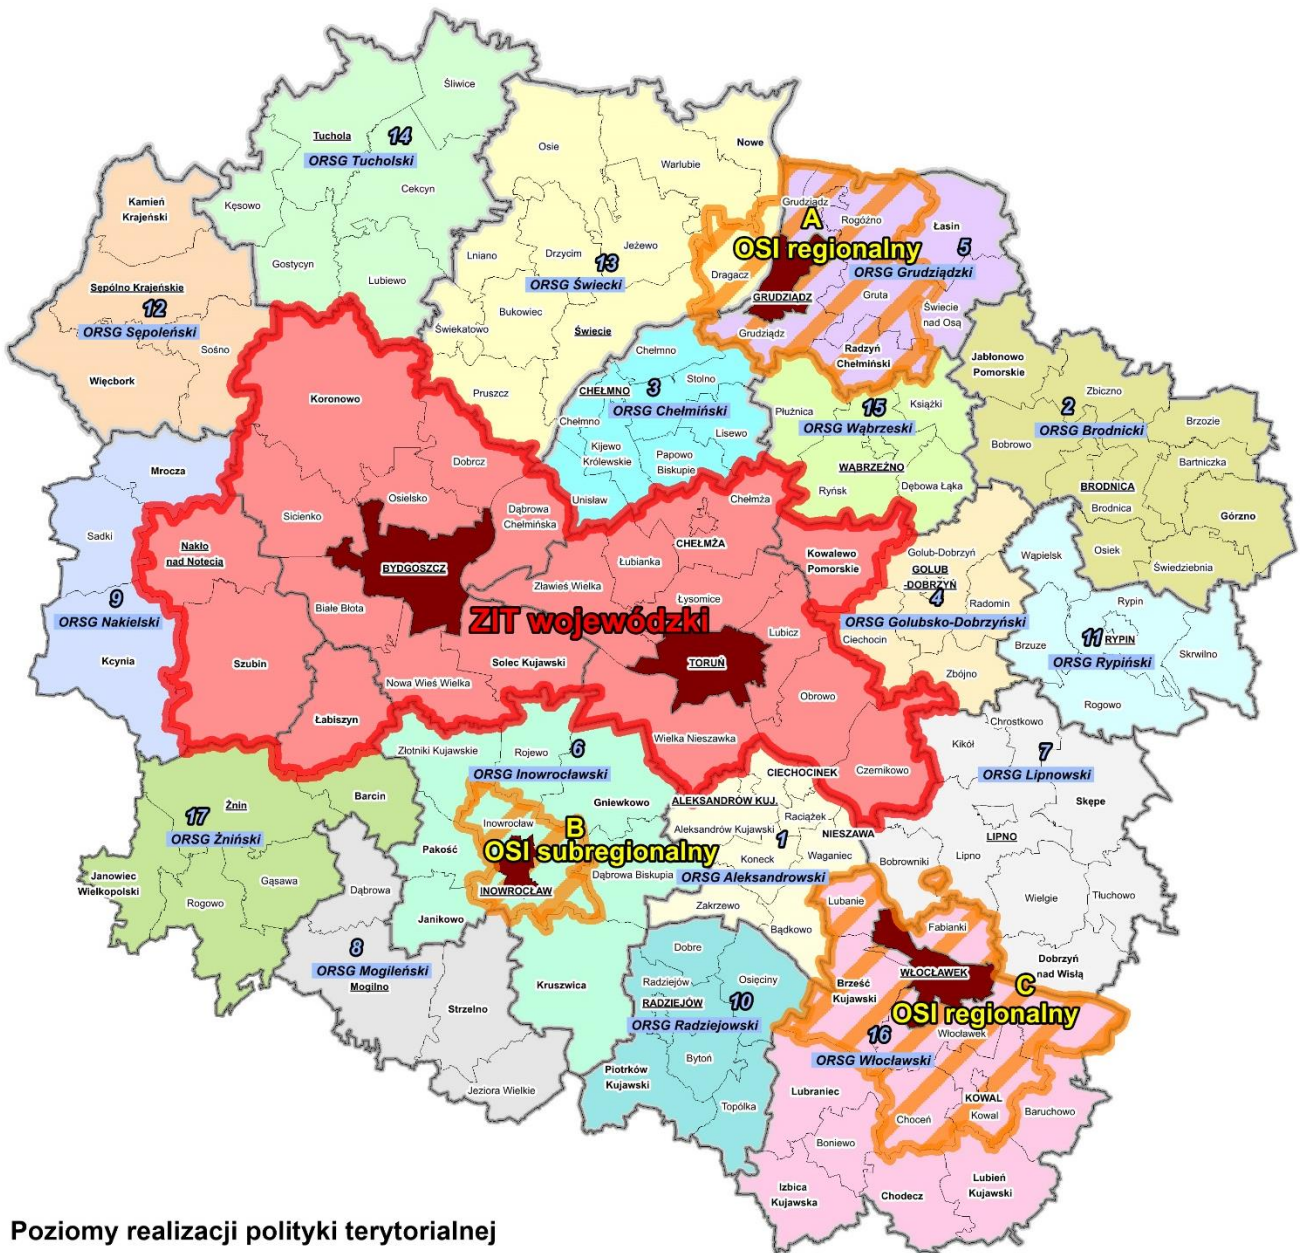 Śliwice
Tuchola
14
ORSG Tucholski
Cekcyn
Kęsowo
Gostycyn
Lubiewo
Kamień
Krajeński
Sępólno Krajeńskie
12
ORSG Sępoleński
Sośno
Więcbork
Osie
Nowe
Warlubie
Lniano
Drzycim
Jeżewo
13
ORSG Świecki
Bukowiec
Świekatowo
Świecie
Pruszcz
Dragacz
Grudziądz
A
OSI regionalny
Rogóźno
Łasin
5
ORSG Grudziądzki
GRUDZIĄDZ
Gruta
Świecie
nad Osą
Grudziądz
Radzyń
Chełmiński
Chełmno
CHEŁMNO
Stolno
3
ORSG Chełmiński
Chełmno
Kijewo
Królewskie
Lisewo
Papowo
Biskupie
Unisław
Płużnica
Książki
15
ORSG Wąbrzeski
WĄBRZEŹNO
Ryńsk
Dębowa Łąka
Jabłonowo
Pomorskie
Zbiczno
2
ORSG Brodnicki
Brzozie
Bobrowo
Bartniczka
BRODNICA
Brodnica
Górzno
Osiek
Świedziebnia
Koronowo
Dobrcz
Osielsko
Sicienko
Dąbrowa
Chełmińska
Nakło
nad Notecią
BYDGOSZCZ
Białe Błota
Szubin
Łabiszyn
Nowa Wieś Wielka
Solec Kujawski
ZIT wojewódzki
Chełmża
CHEŁMŻA
Łubianka
Zławieś Wielka
Łysomice
Kowalewo
Pomorskie
TORUŃ
Lubicz
Obrowo
Wielka Nieszawka
Czernikowo
Mrocza
Sadki
9
ORSG Nakielski
Kcynia
Golub-Dobrzyń
GOLUB
-DOBRZYŃ
4
Radomin
ORSG Golubsko-Dobrzyński
Ciechocin
Zbójno
Wąpielsk
Rypin
11
RYPIN
Brzuze
ORSG Rypiński
Skrwilno
Rogowo
Chrostkowo
Kikół
7
ORSG Lipnowski
Skępe
LIPNO
Lipno
Bobrowniki
Wielgie
Tłuchowo
Dobrzyń
nad Wisłą
Złotniki Kujawskie
Rojewo
6
ORSG Inowrocławski
Gniewkowo
Inowrocław
B
OSI subregionalny
Pakość
INOWROCŁAW
Dąbrowa Biskupia
Janikowo
Kruszwica
CIECHOCINEK
ALEKSANDRÓW KUJ.
Raciążek
Aleksandrów Kujawski
1
NIESZAWA
Koneck
Waganiec
ORSG Aleksandrowski
Zakrzewo
Bądkowo
Żnin
Barcin
17
ORSG Żniński
Janowiec
Wielkopolski
Gąsawa
Rogowo
Dąbrowa
8
ORSG Mogileński
Mogilno
Strzelno
Jeziora Wielkie
Dobre
Radziejów
RADZIEJÓW
Osięciny
10
ORSG Radziejowski
Bytoń
Piotrków
Kujawski
Topólka
Lubanie
Fabianki
WŁOCŁAWEK
Brześć
Kujawski
C
OSI regionalny
16
Włocławek
ORSG Włocławski
Lubraniec
KOWAL
Kowal
Choceń
Baruchowo
Boniewo
Izbica
Kujawska
Chodecz
Lubień
Kujawski
Poziomy realizacji polityki terytorialnej